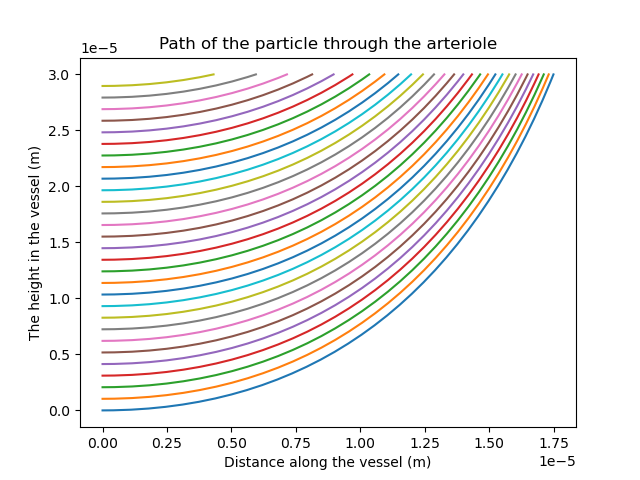 Path of the particle through the arteriole
1e−5
3.0
2.5
2.0
1.5
1.0
0.5
0.0
The height in the vessel (m)
0.00 0.25 0.50 0.75 1.00 1.25 1.50 1.75
Distance along the vessel (m)
1e−5